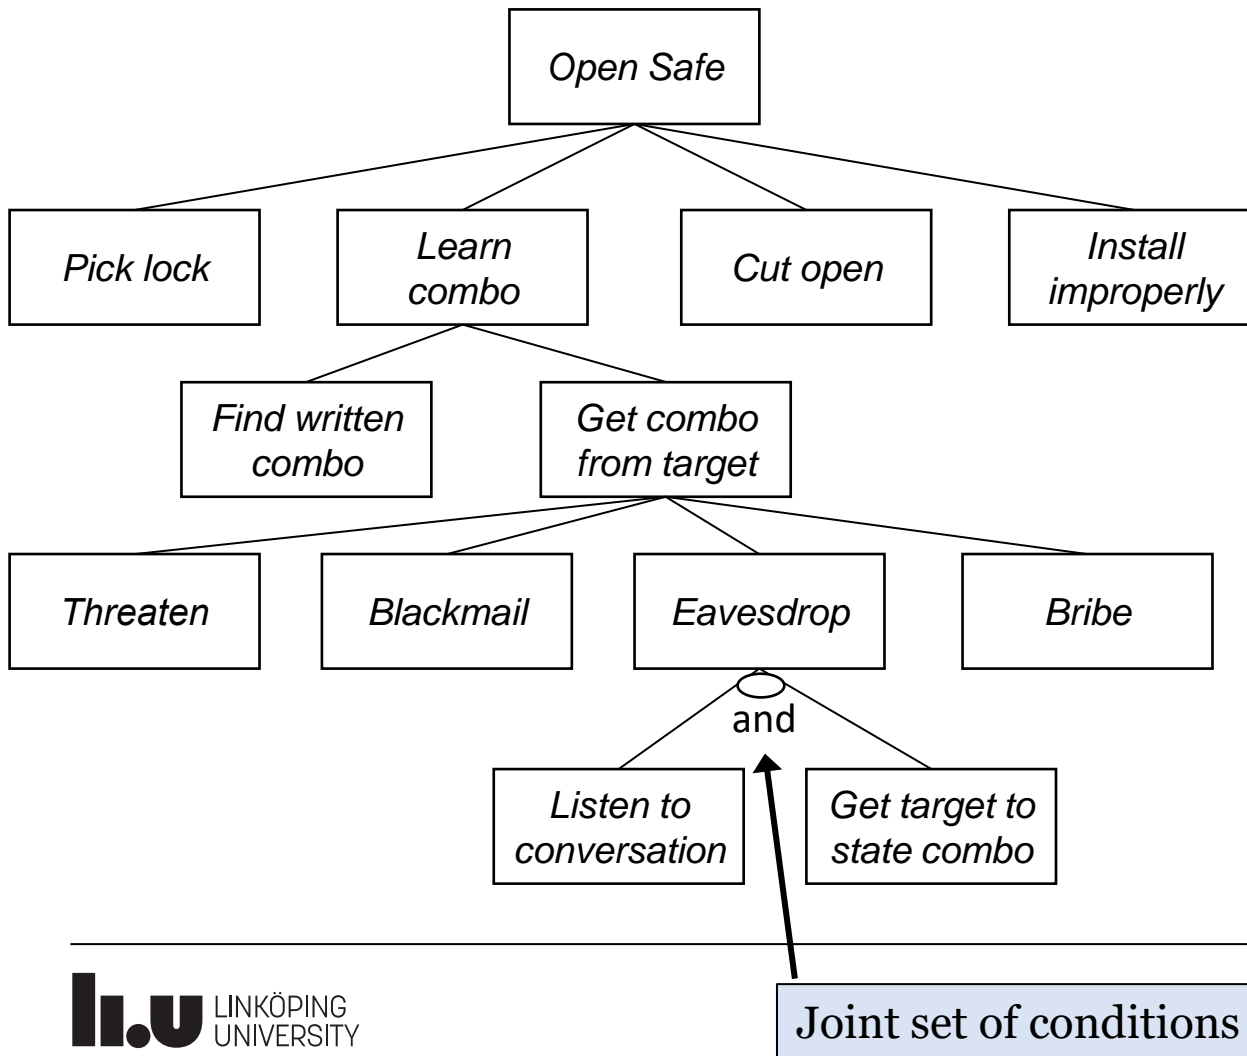 Open Safe
Pick lock
Learn
combo
Cut open
Install
improperly
Find written
combo
Get combo
from target
Threaten
Blackmail
Eavesdrop
Bribe
and
Listen to
conversation
Get target to
state combo
li.u LINKÖPING
UNIVERSITY
Joint set of conditions